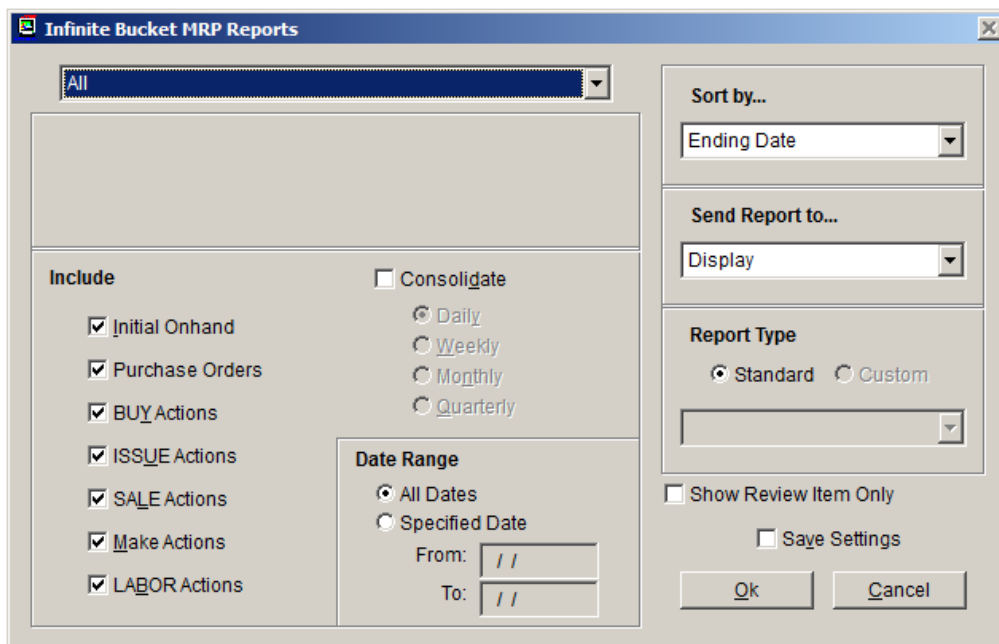 Infinite Bucket MRP Reports
All
Include
Initial Onhand
Purchase Orders
BUY Actions
ISSUE Actions
SALE Actions
Make Actions
LABOR Actions
Consolidate
Daily
Weekly
Monthly
Quarterly
Date Range
All Dates
Specified Date
From: / /
To: / /
Sort by...
Ending Date
Send Report to...
Display
Report Type
Standard Custom
Show Review Item Only
Save Settings
Ok Cancel